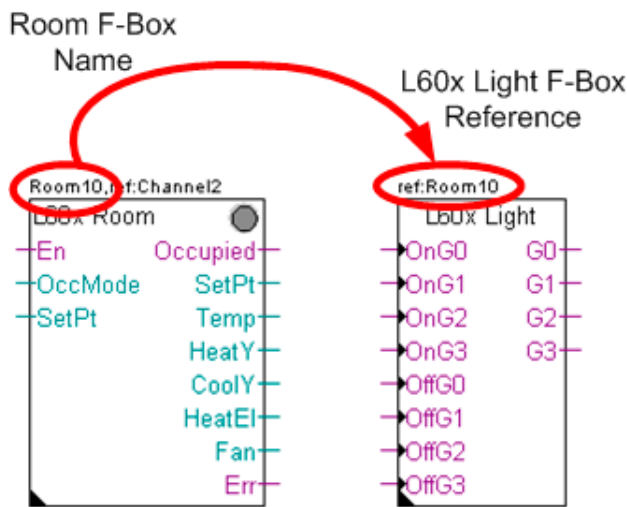 Room F-Box
Name
L60x Light F-Box
Reference
Room10,ref:Channel2
L60x Room
En
OccMode
SetPt
Occupied
SetPt
Temp
HeatY
CoolY
HeatEl
Fan
Err
ref:Room10
L60x Light
OnG0
OnG1
OnG2
OnG3
OffG0
OffG1
OffG2
OffG3
G0
G1
G2
G3